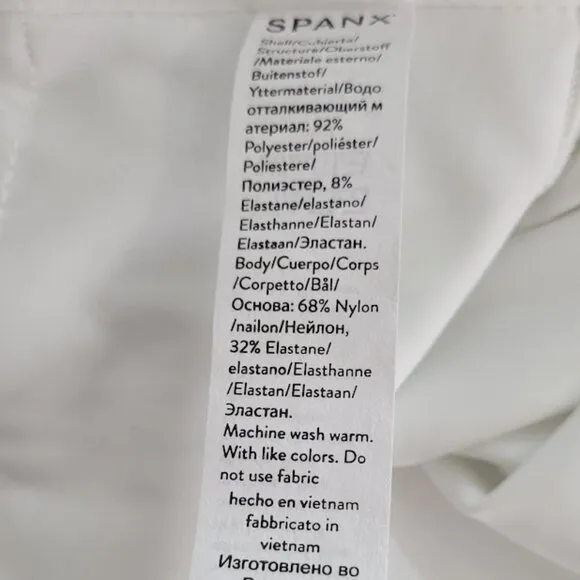 SPANX
Shell/Cubierta/
Structure/Oberstoff
/Materiale esterno/
Buitenstof/
Yttermaterial/Водо
отталкивающий м
атериал: 92%
Polyester/poliéster/
Poliestere/
Полиэстер, 8%
Elastane/elastano/
Elasthanne/Elastan/
Elastaan/Эластан.
Body/Cuerpo/Corps
/Corpetto/Bål/
Основа: 68% Nylon
/nailon/Нейлон,
32% Elastane/
elastano/Elasthanne
/Elastan/Elastaan/
Эластан.
Machine wash warm.
With like colors. Do
not use fabric
hecho en vietnam
fabbricato in
vietnam
Изготовлено во